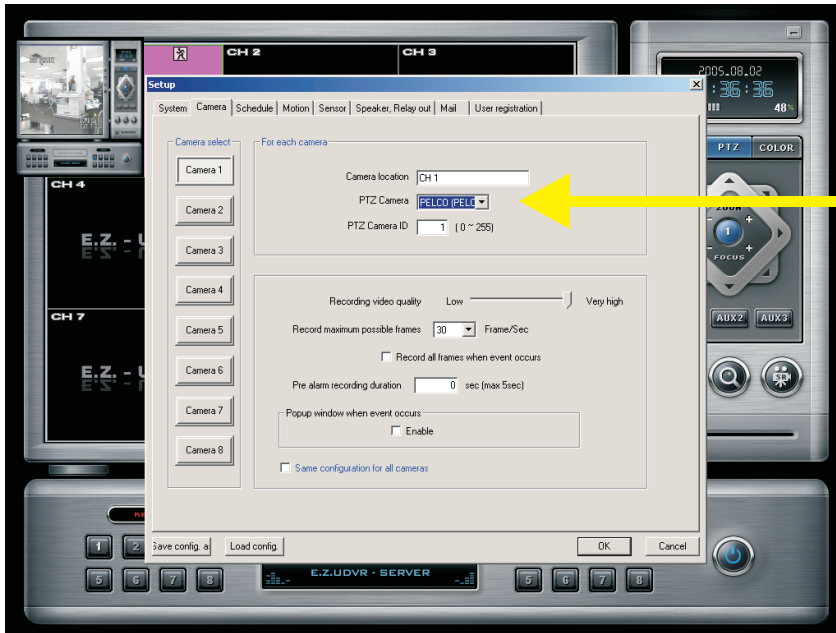 CH 2
CH 3
2005.08.02
:36:36
48%
Setup
System Camera Schedule Motion Sensor Speaker, Relay out Mail User registration
PTZ COLOR
Camera select
For each camera
Camera 1
Camera location CH 1
PTZ Camera PELCO (PELC
PTZ Camera ID 1 ( 0 ~ 255)
Camera 2
Camera 3
CH 4
E.Z. -
ZOOM
1
FOCUS
Camera 4
Recording video quality Low Very high
CH 7
Camera 5
Record maximum possible frames 30 Frame/Sec
AUX2 AUX3
Record all frames when event occurs
Camera 6
E.Z. -
Pre alarm recording duration 0 sec (max 5sec)
Camera 7
Popup window when event occurs
Enable
Camera 8
Same configuration for all cameras
1 2
Save config. a
Load config.
OK
Cancel
5 6 7 8
E.Z.UDVR - SERVER
5 6 7 8